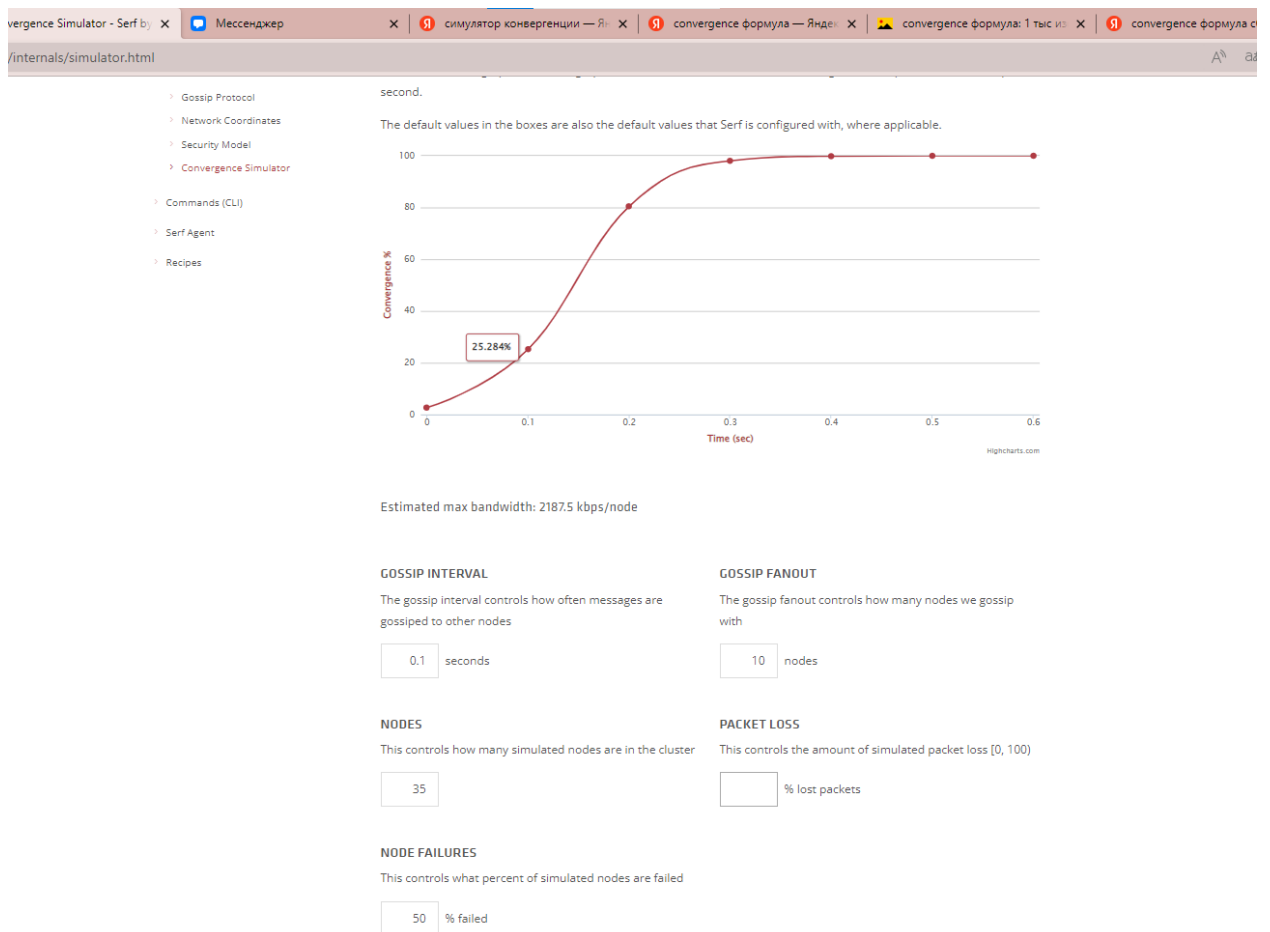 vergence Simulator - Serf by
Мессенджер
симулятор конвергенции — Ян
convergence формула — Яндек
convergence формула: 1 тыс из
convergence формула с
/internals/simulator.html
Gossip Protocol
Network Coordinates
Security Model
Convergence Simulator
Commands (CLI)
Serf Agent
Recipes
second.
The default values in the boxes are also the default values that Serf is configured with, where applicable.
100
80
60
40
20
0
Convergence %
25.284%
0 0.1 0.2 0.3 0.4 0.5 0.6
Time (sec)
Highcharts.com
Estimated max bandwidth: 2187.5 kbps/node
GOSSIP INTERVAL
The gossip interval controls how often messages are
gossiped to other nodes
0.1 seconds
GOSSIP FANOUT
The gossip fanout controls how many nodes we gossip
with
10 nodes
NODES
This controls how many simulated nodes are in the cluster
35
PACKET LOSS
This controls the amount of simulated packet loss [0, 100)
% lost packets
NODE FAILURES
This controls what percent of simulated nodes are failed
50 % failed